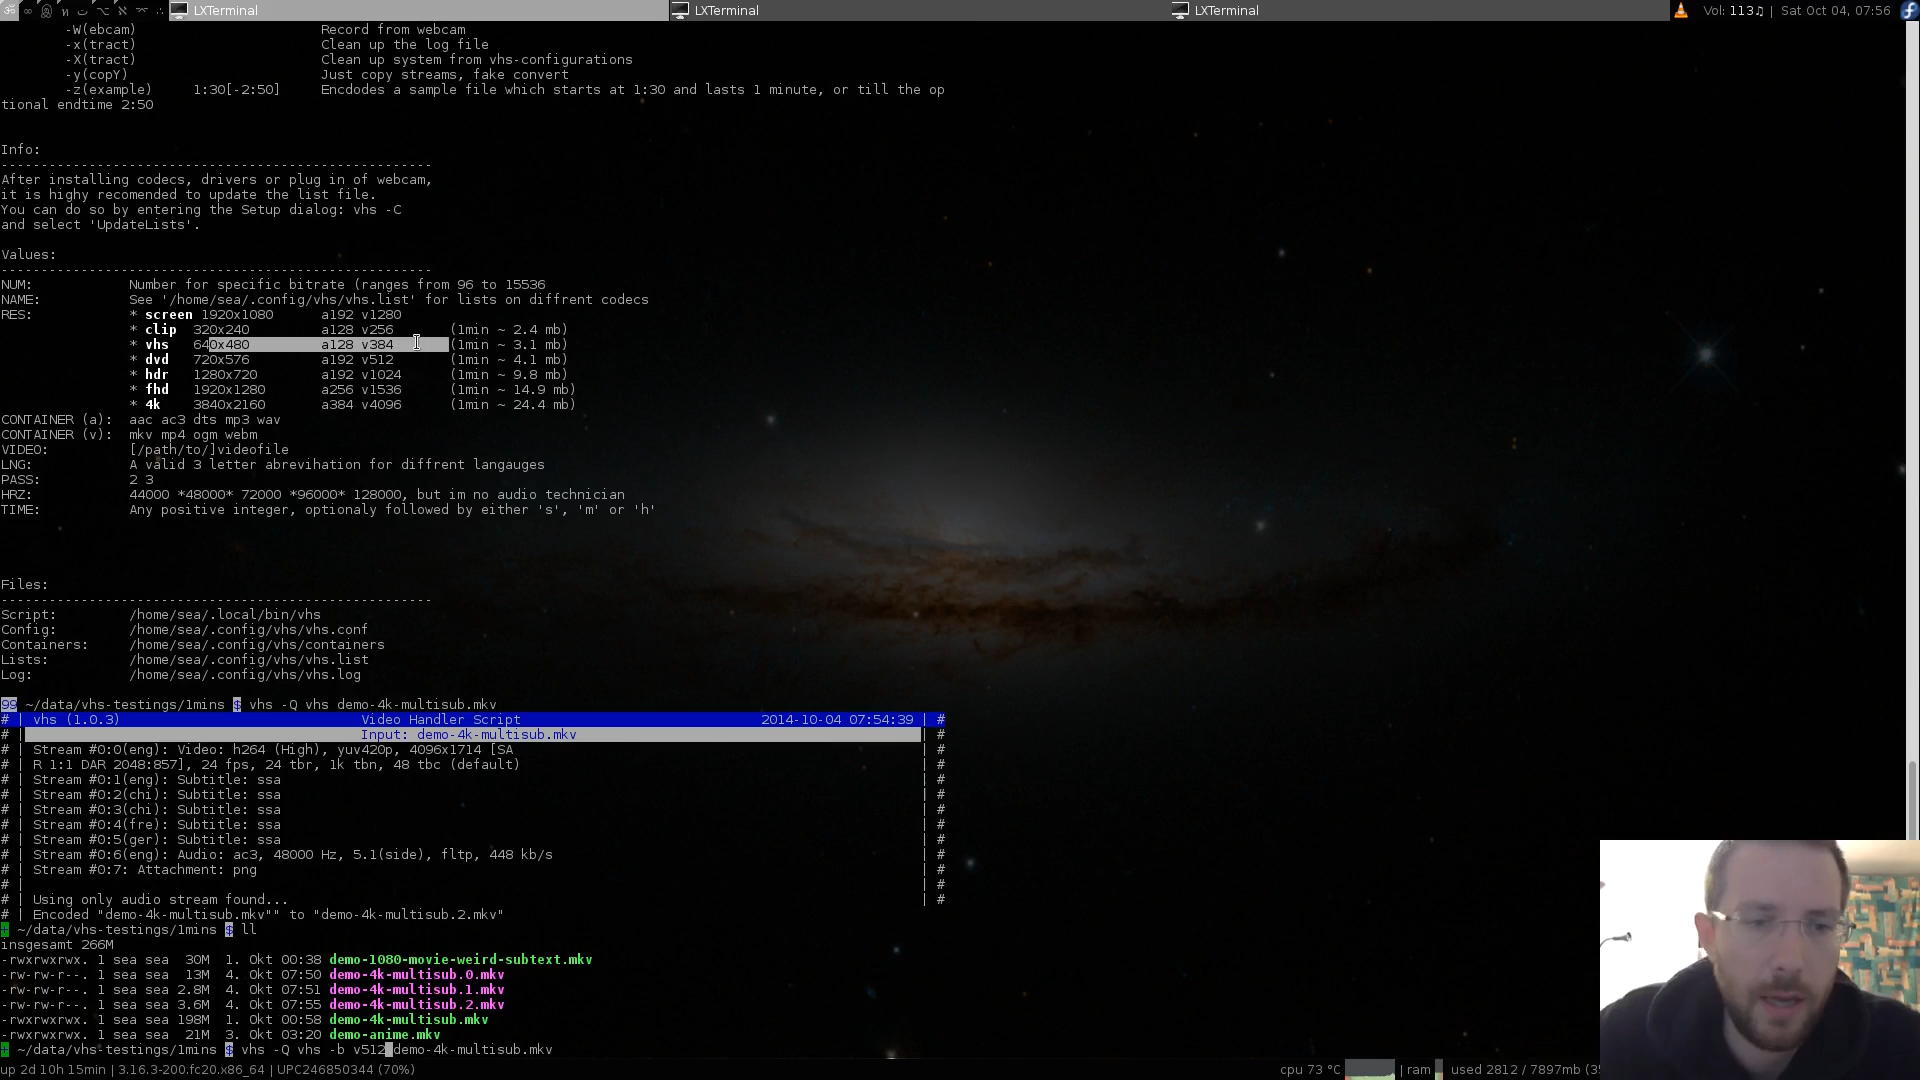 LXTerminal LXTerminal LXTerminal Vol: 113♫ | Sat Oct 04, 07:56
-W(ebcam) Record from webcam
-x(tract) Clean up the log file
-X(tract) Clean up system from vhs-configurations
-y(copY) Just copy streams, fake convert
-z(example) 1:30[-2:50] Encdodes a sample file which starts at 1:30 and lasts 1 minute, or till the op
tional endtime 2:50
Info:
------------------------------------------------------
After installing codecs, drivers or plug in of webcam,
it is highy recomended to update the list file.
You can do so by entering the Setup dialog: vhs -C
and select 'UpdateLists'.
Values:
------------------------------------------------------
NUM: Number for specific bitrate (ranges from 96 to 15536
NAME: See '/home/sea/.config/vhs/vhs.list' for lists on diffrent codecs
RES: * screen 1920x1080 a192 v1280
* clip 320x240 a128 v256 (1min ~ 2.4 mb)
* vhs 640x480 a128 v384 (1min ~ 3.1 mb)
* dvd 720x576 a192 v512 (1min ~ 4.1 mb)
* hdr 1280x720 a192 v1024 (1min ~ 9.8 mb)
* fhd 1920x1280 a256 v1536 (1min ~ 14.9 mb)
* 4k 3840x2160 a384 v4096 (1min ~ 24.4 mb)
CONTAINER (a): aac ac3 dts mp3 wav
CONTAINER (v): mkv mp4 ogm webm
VIDEO: [/path/to/]videofile
LNG: A valid 3 letter abrevihation for diffrent langauges
PASS: 2 3
HRZ: 44000 *48000* 72000 *96000* 128000, but im no audio technician
TIME: Any positive integer, optionaly followed by either 's', 'm' or 'h'
Files:
------------------------------------------------------
Script: /home/sea/.local/bin/vhs
Config: /home/sea/.config/vhs/vhs.conf
Containers: /home/sea/.config/vhs/containers
Lists: /home/sea/.config/vhs/vhs.list
Log: /home/sea/.config/vhs/vhs.log
99 ~/data/vhs-testings/1mins $ vhs -Q vhs demo-4k-multisub.mkv
# | vhs (1.0.3) Video Handler Script 2014-10-04 07:54:39 | #
# | Input: demo-4k-multisub.mkv | #
# | Stream #0:0(eng): Video: h264 (High), yuv420p, 4096x1714 [SA | #
# | R 1:1 DAR 2048:857], 24 fps, 24 tbr, 1k tbn, 48 tbc (default) | #
# | Stream #0:1(eng): Subtitle: ssa | #
# | Stream #0:2(chi): Subtitle: ssa | #
# | Stream #0:3(chi): Subtitle: ssa | #
# | Stream #0:4(fre): Subtitle: ssa | #
# | Stream #0:5(ger): Subtitle: ssa | #
# | Stream #0:6(eng): Audio: ac3, 48000 Hz, 5.1(side), fltp, 448 kb/s | #
# | Stream #0:7: Attachment: png | #
# | | #
# | Using only audio stream found... | #
# | Encoded "demo-4k-multisub.mkv"" to "demo-4k-multisub.2.mkv"
+ ~/data/vhs-testings/1mins $ ll
insgesamt 266M
-rwxrwxrwx. 1 sea sea 30M 1. Okt 00:38 demo-1080-movie-weird-subtext.mkv
-rw-rw-r--. 1 sea sea 13M 4. Okt 07:50 demo-4k-multisub.0.mkv
-rw-rw-r--. 1 sea sea 2.8M 4. Okt 07:51 demo-4k-multisub.1.mkv
-rw-rw-r--. 1 sea sea 3.6M 4. Okt 07:55 demo-4k-multisub.2.mkv
-rwxrwxrwx. 1 sea sea 198M 1. Okt 00:58 demo-4k-multisub.mkv
-rwxrwxrwx. 1 sea sea 21M 3. Okt 03:20 demo-anime.mkv
+ ~/data/vhs-testings/1mins $ vhs -Q vhs -b v512 demo-4k-multisub.mkv
up 2d 10h 15min | 3.16.3-200.fc20.x86_64 | UPC246850344 (70%) cpu 73 °C | ram used 2812 / 7897mb